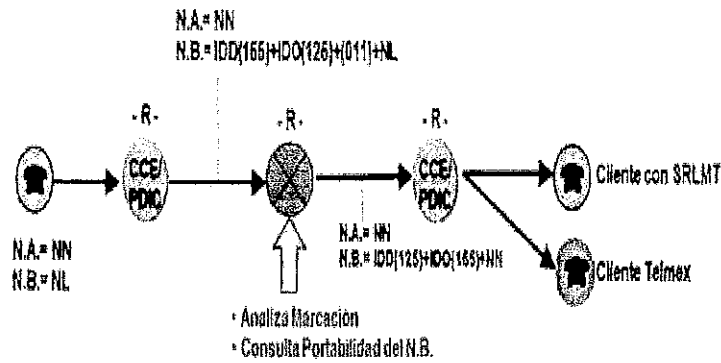 N.A.= NN
N.B.= IDD(155)+IDO(125)+(011)+NL
- R -
- R -
- R -
CCE/
PDIC
CCE/
PDIC
Cliente con SRLMT
N.A.= NN
N.B.= NL
N.A.= NN
N.B.= IDD(125)+IDO(155)+NN
Cliente Telmex
• Analiza Marcación
• Consulta Portabilidad del N.B.